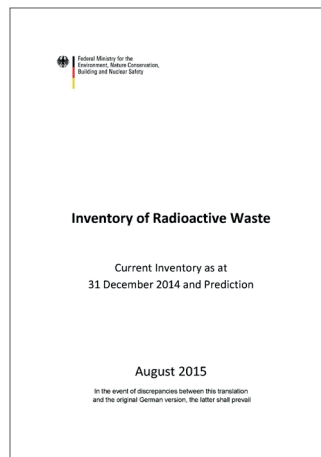 Federal Ministry for the
Environment, Nature Conservation,
Building and Nuclear Safety
Inventory of Radioactive Waste
Current Inventory as at
31 December 2014 and Prediction
August 2015
In the event of discrepancies between this translation
and the original German version, the latter shall prevail